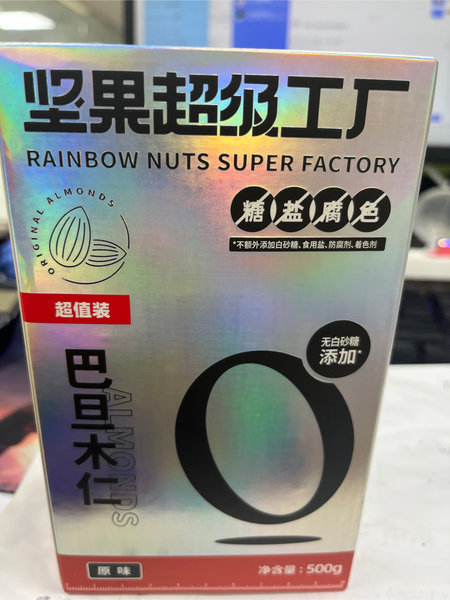 坚果超级工厂
RAINBOW NUTS SUPER FACTORY
ORIGINAL ALMONDS
糖盐腐色
*不额外添加白砂糖、食用盐、防腐剂、着色剂
超值装
无白砂糖
添加*
巴旦木仁
ALMONDS
0
原味
净含量:500g